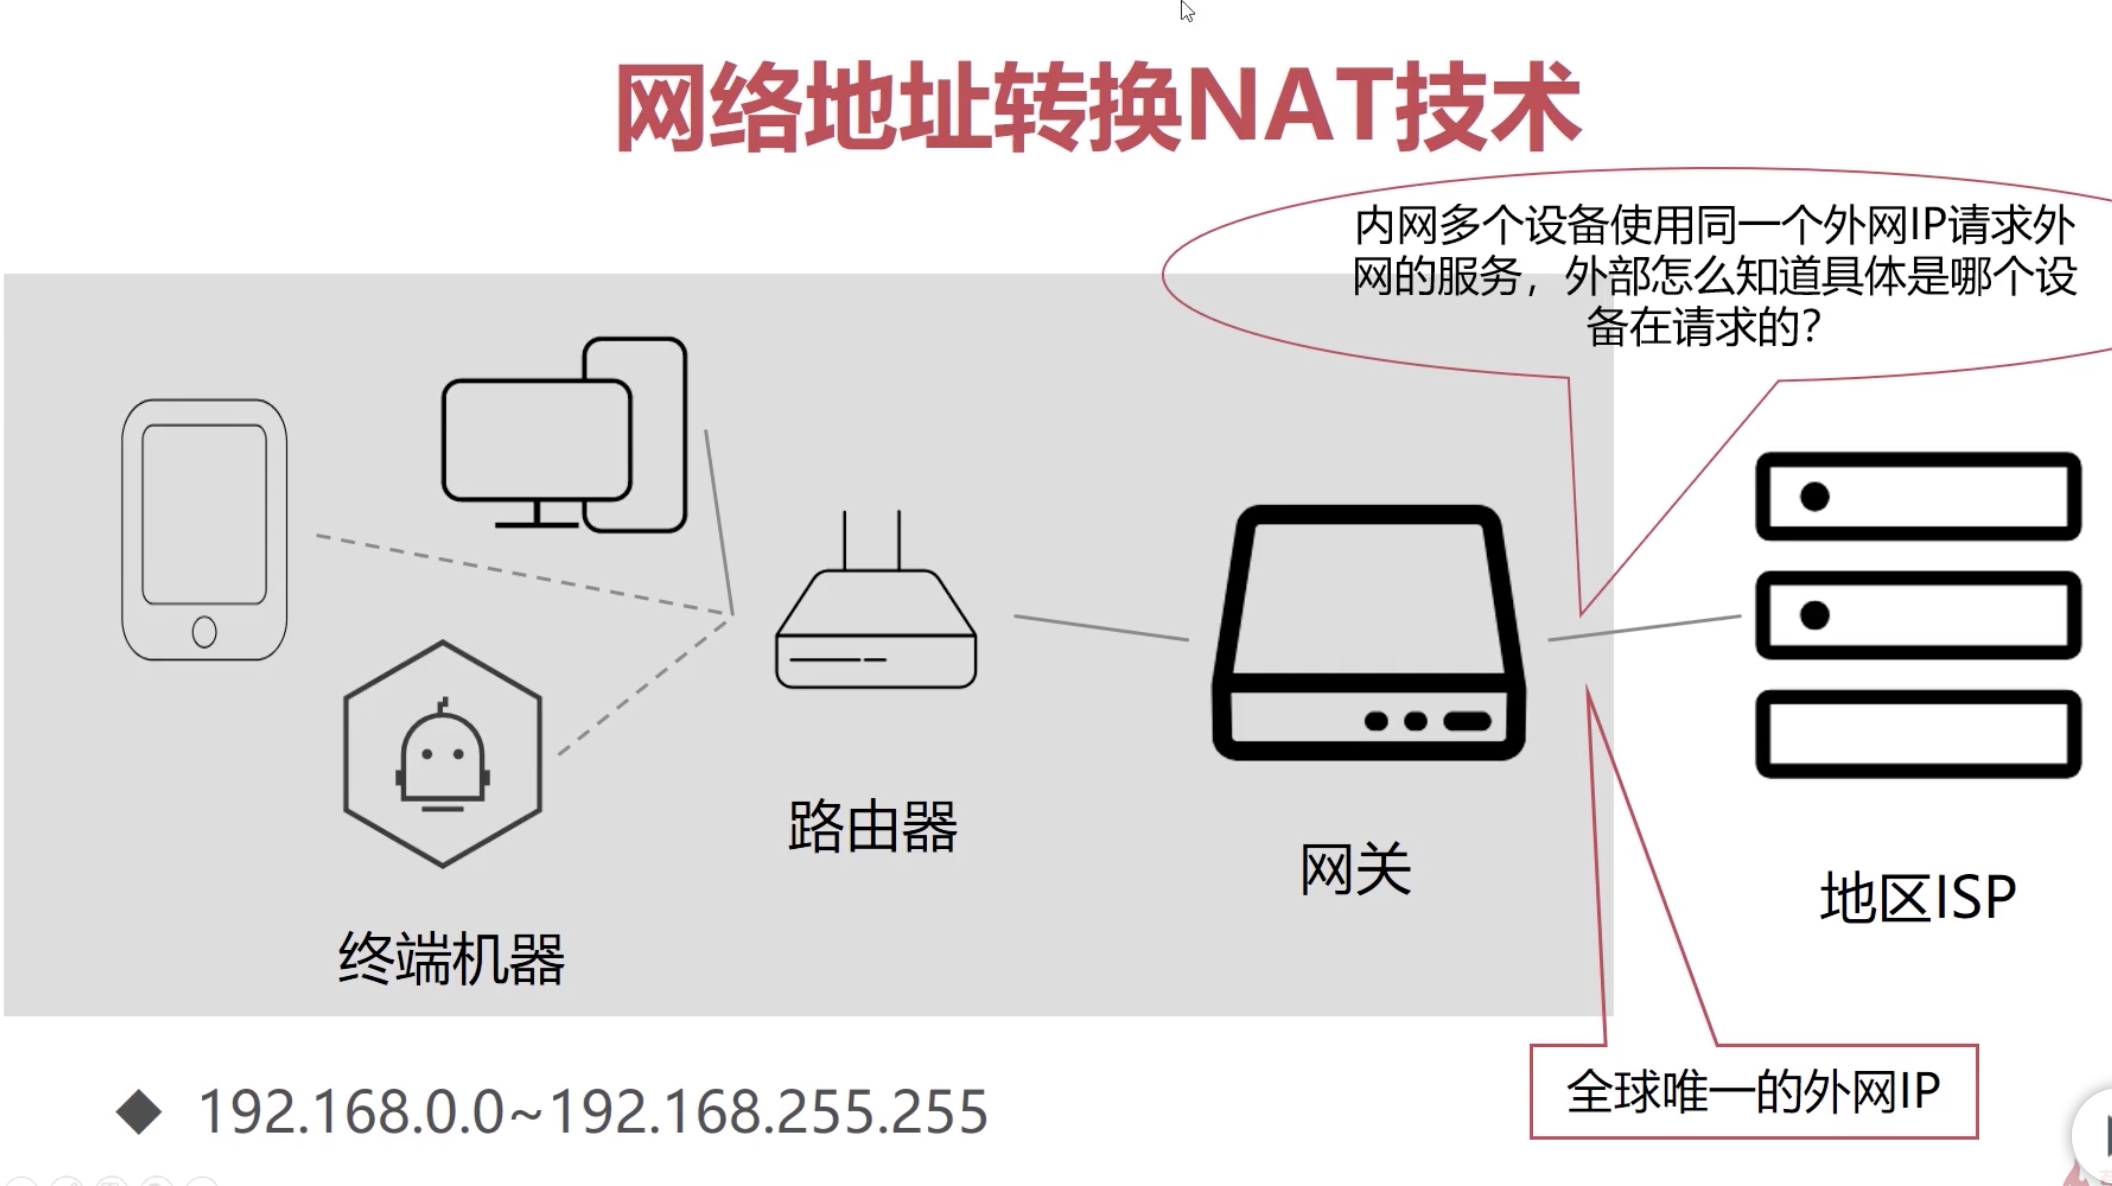 网络地址转换NAT技术
内网多个设备使用同一个外网IP请求外
网的服务，外部怎么知道具体是哪个设
备在请求的？
路由器
网关
地区ISP
终端机器
全球唯一的外网IP
◆ 192.168.0.0~192.168.255.255